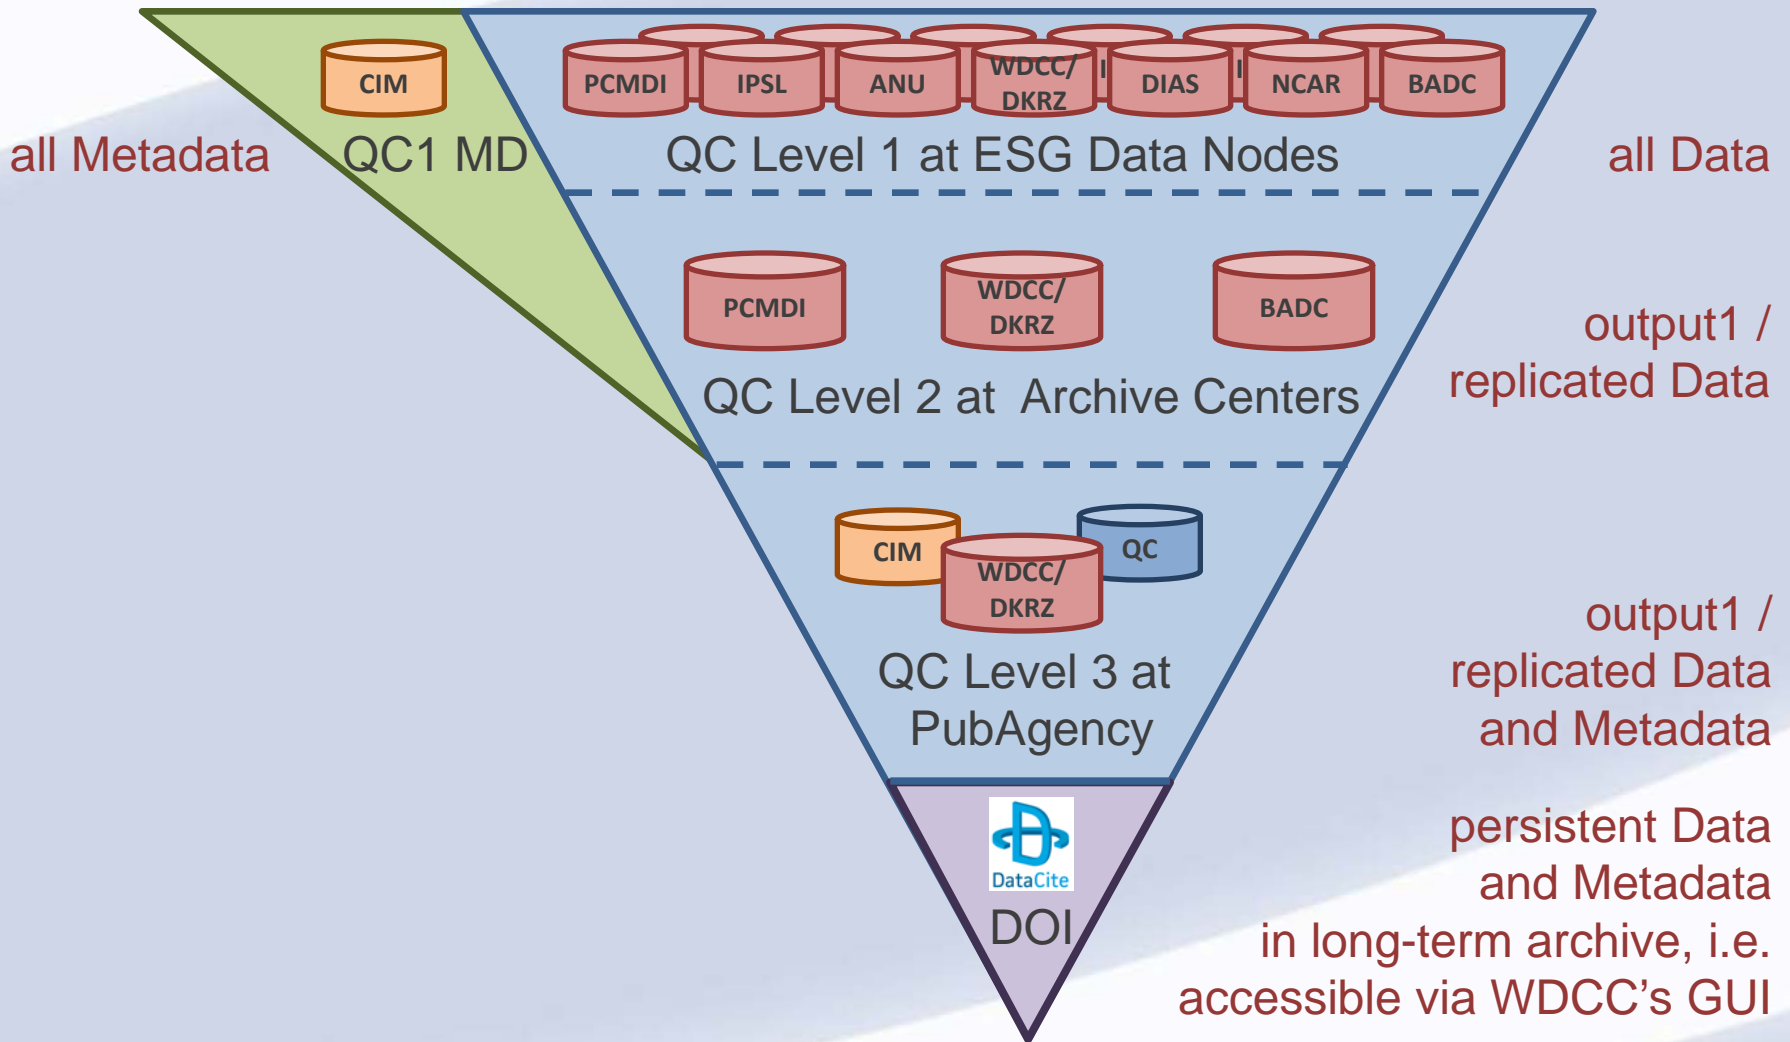 CIM
PCMDI IPSL ANU WDCC/ DKRZ DIAS NCAR BADC
all Metadata QC1 MD QC Level 1 at ESG Data Nodes all Data
PCMDI WDCC/ DKRZ BADC
output1 /
replicated Data
QC Level 2 at Archive Centers
CIM WDCC/ DKRZ QC
output1 /
replicated Data
and Metadata
QC Level 3 at
PubAgency
DataCite
DOI
persistent Data
and Metadata
in long-term archive, i.e.
accessible via WDCC's GUI